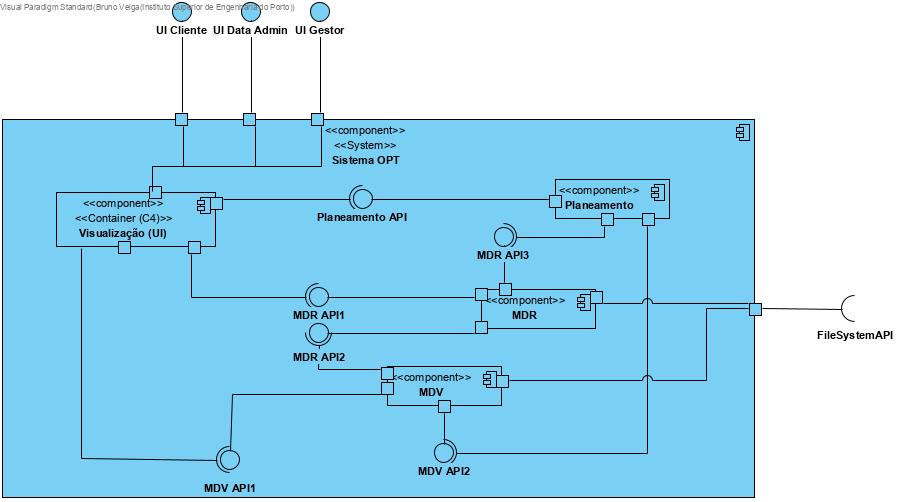 Visual Paradigm Standard(Bruno Veiga(Instituto Superior de Engenharia do Porto))
UI Cliente
UI Data Admin
UI Gestor
<<component>>
<<System>>
Sistema OPT
<<component>>
<<Container (C4)>>
Visualização (UI)
Planeamento API
<<component>>
Planeamento
MDR API3
<<component>>
MDR
MDR API1
FileSystemAPI
MDR API2
<<component>>
MDV
MDV API2
MDV API1